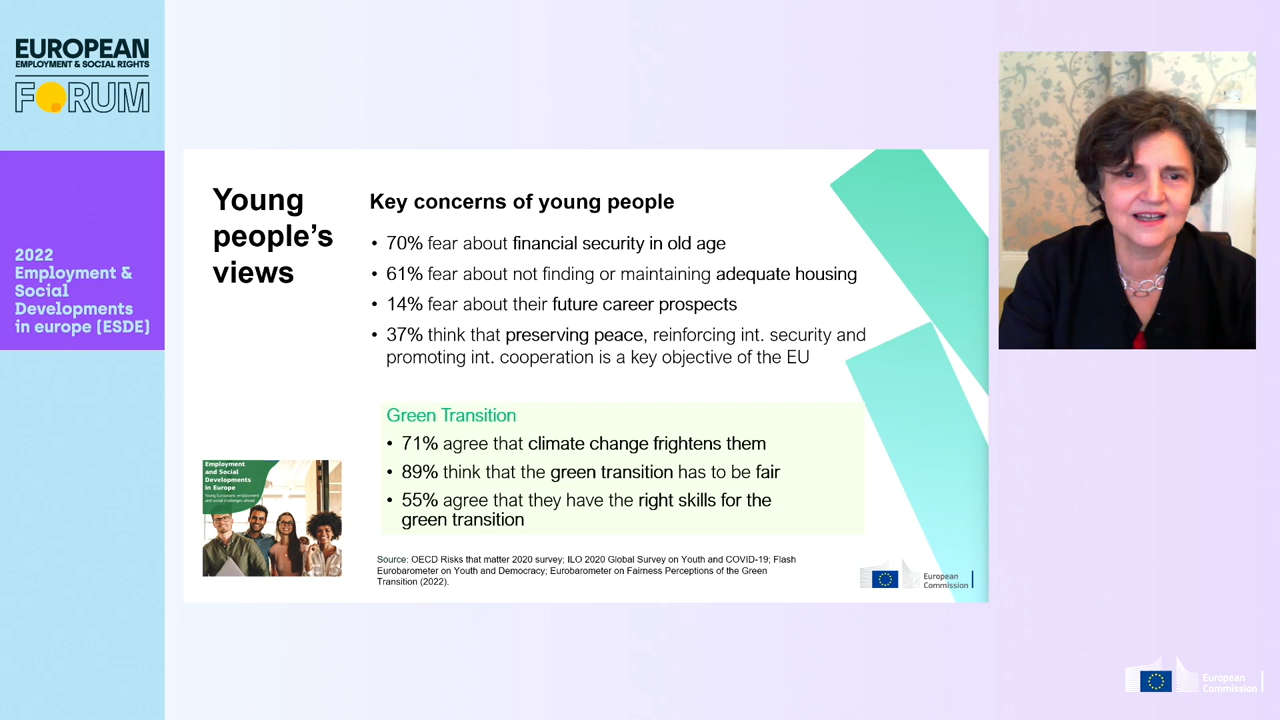 EUROPEAN
EMPLOYMENT & SOCIAL RIGHTS
FORUM
2022
Employment &
Social
Developments
in europe [ESDE]
Young
people's
views
Key concerns of young people
• 70% fear about financial security in old age
• 61% fear about not finding or maintaining adequate housing
• 14% fear about their future career prospects
• 37% think that preserving peace, reinforcing int. security and
promoting int. cooperation is a key objective of the EU
Green Transition
• 71% agree that climate change frightens them
• 89% think that the green transition has to be fair
• 55% agree that they have the right skills for the
green transition
Employment
and Social
Developments
in Europe
Young Europeans: employment
and social challenges ahead
Source: OECD Risks that matter 2020 survey; ILO 2020 Global Survey on Youth and COVID-19; Flash
Eurobarometer on Youth and Democracy; Eurobarometer on Fairness Perceptions of the Green
Transition (2022).
European
Commission
European
Commission